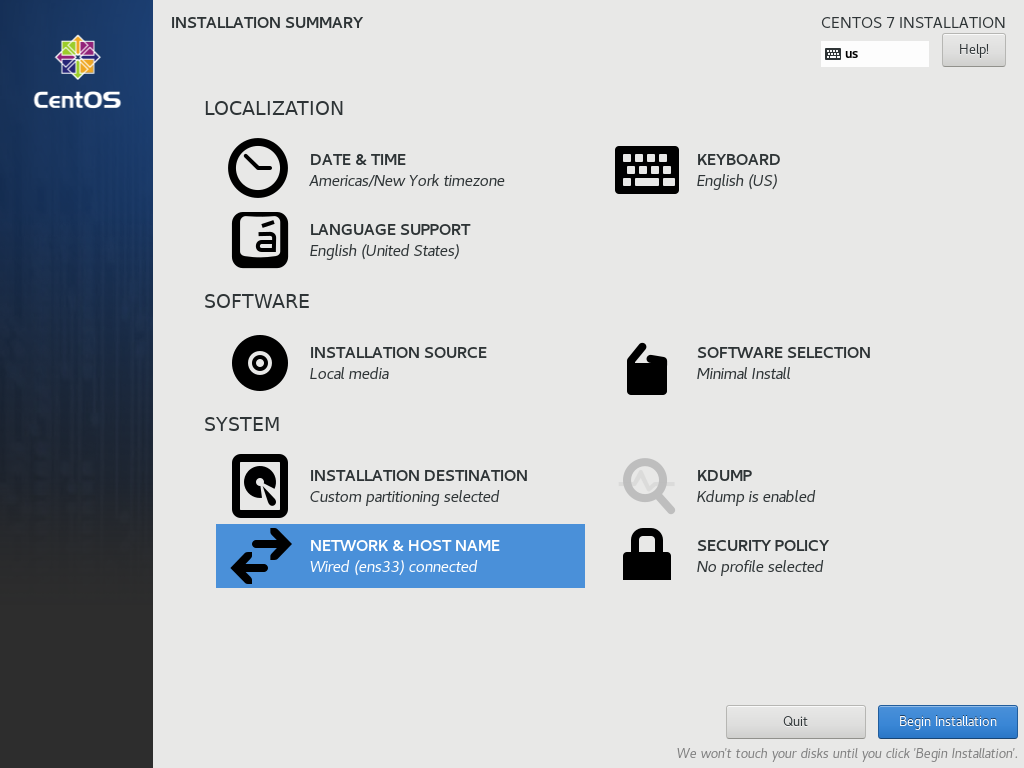 INSTALLATION SUMMARY
CENTOS 7 INSTALLATION
us
Help!
CentOS
LOCALIZATION
DATE & TIME
Americas/New York timezone
KEYBOARD
English (US)
á
LANGUAGE SUPPORT
English (United States)
SOFTWARE
INSTALLATION SOURCE
Local media
SOFTWARE SELECTION
Minimal Install
SYSTEM
INSTALLATION DESTINATION
Custom partitioning selected
KDUMP
Kdump is enabled
NETWORK & HOST NAME
Wired (ens33) connected
SECURITY POLICY
No profile selected
Quit
Begin Installation
We won't touch your disks until you click 'Begin Installation'.